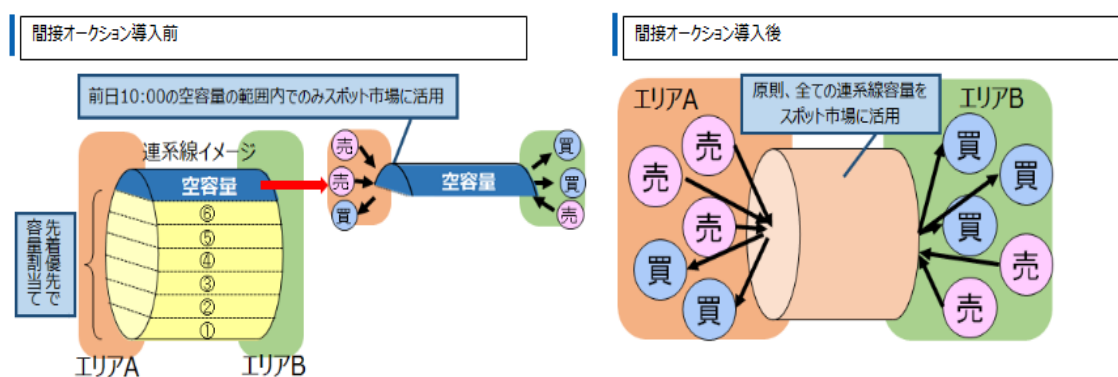 間接オークション導入前
前日10:00の空容量の範囲内でのみスポット市場に活用
連系線イメージ
空容量
⑥
⑤
④
③
②
①
先着優先で
容量割当て
エリアA
エリアB
売
売
買
空容量
買
買
売
間接オークション導入後
エリアA
原則、全ての連系線容量を
スポット市場に活用
エリアB
売
売
売
買
買
買
買
買
売
売